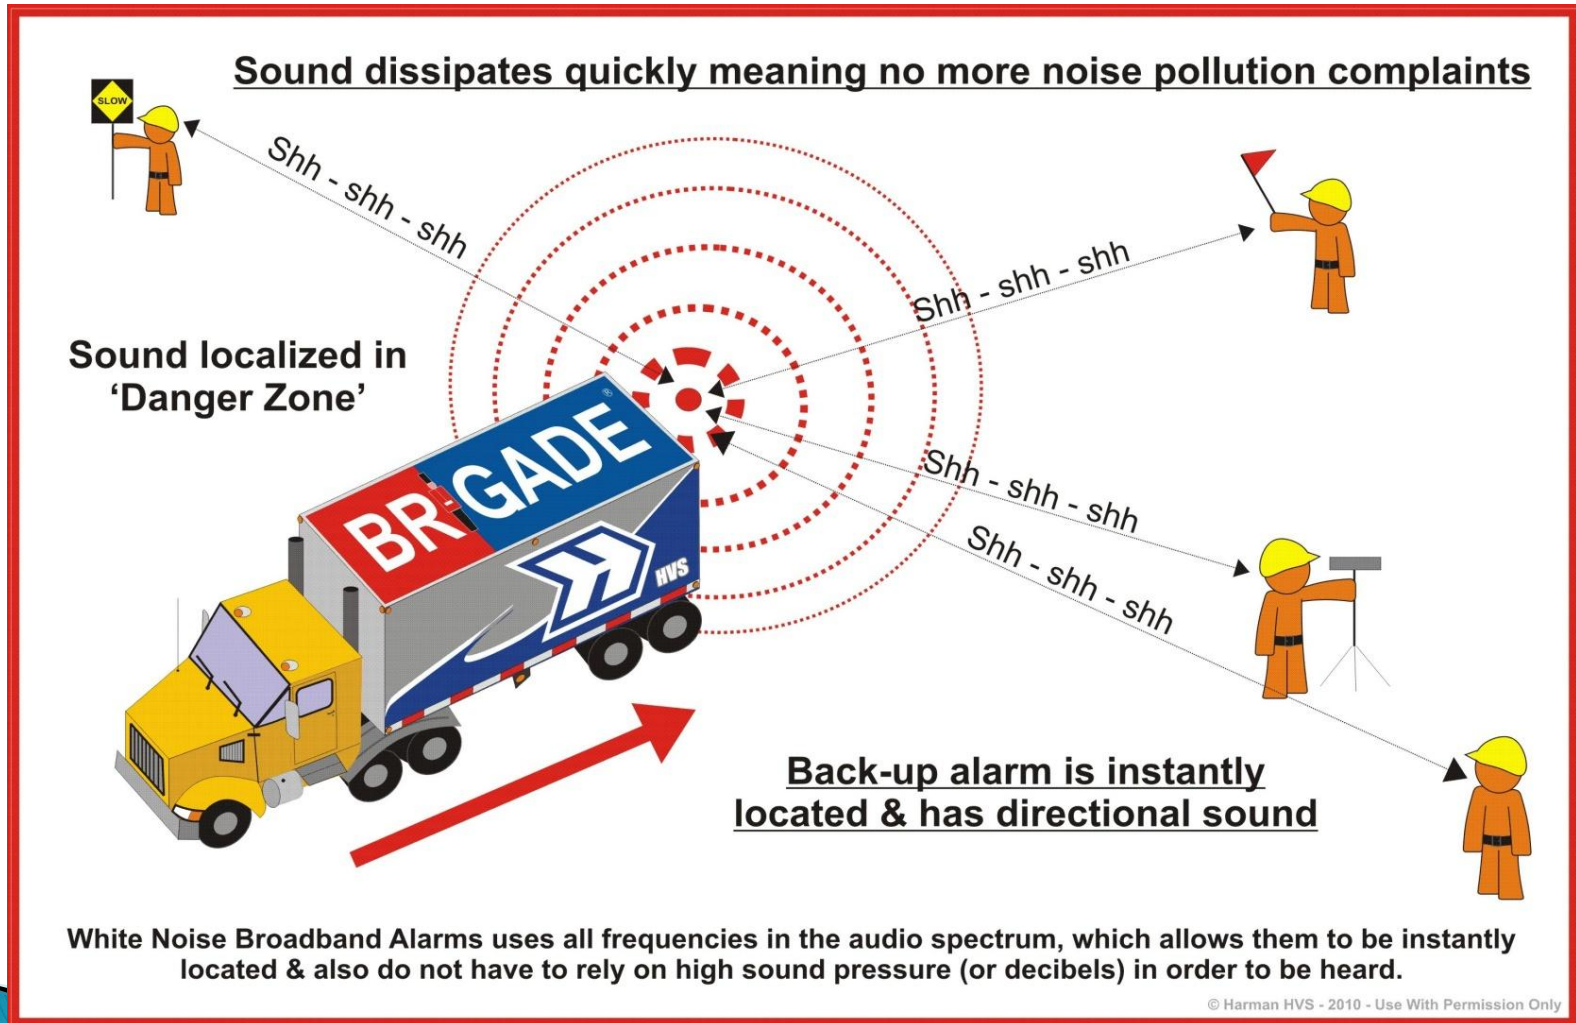 Sound dissipates quickly meaning no more noise pollution complaints
SLOW
Shh - shh - shh
Shh - shh - shh
Sound localized in
‘Danger Zone’
BRIGADE ®
HVS
Shh - shh - shh
Shh - shh - shh
Back-up alarm is instantly
located & has directional sound
White Noise Broadband Alarms uses all frequencies in the audio spectrum, which allows them to be instantly
located & also do not have to rely on high sound pressure (or decibels) in order to be heard.
© Harman HVS - 2010 - Use With Permission Only